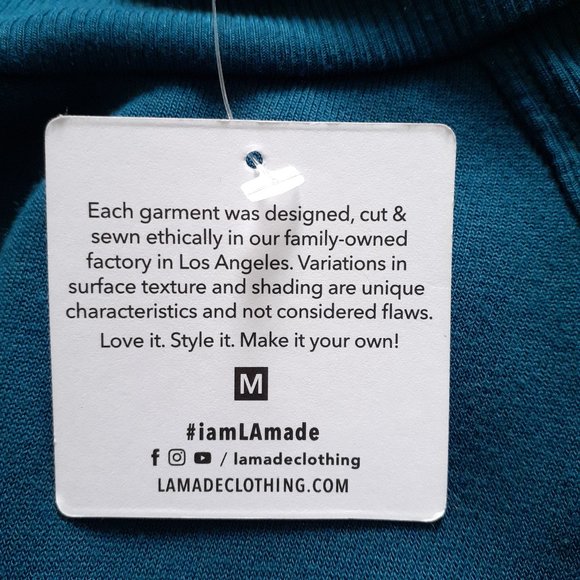 Each garment was designed, cut &
sewn ethically in our family-owned
factory in Los Angeles. Variations in
surface texture and shading are unique
characteristics and not considered flaws.
Love it. Style it. Make it your own!
M
#iamLAmade
f / lamadeclothing
LAMADECLOTHING.COM